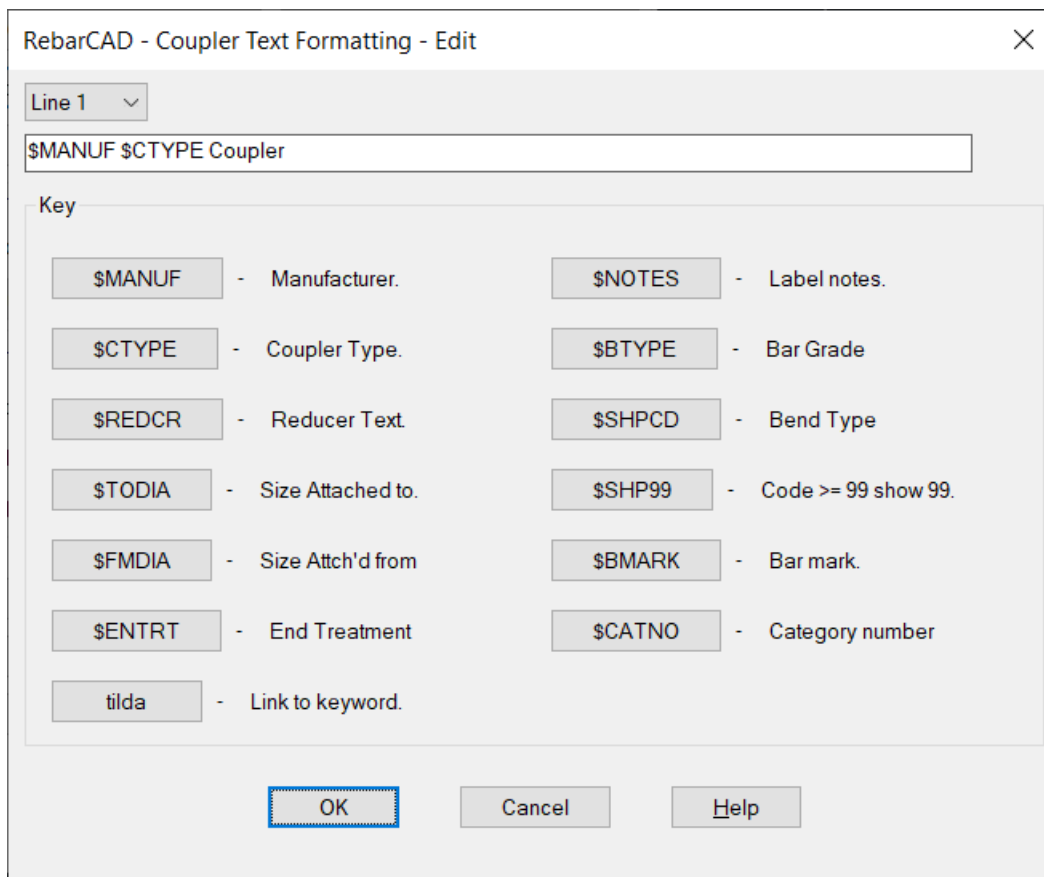 RebarCAD - Coupler Text Formatting - Edit
Line 1
$MANUF $CTYPE Coupler
Key
$MANUF - Manufacturer.
$NOTES - Label notes.
$CTYPE - Coupler Type.
$BTYPE - Bar Grade
$REDCR - Reducer Text.
$SHPCD - Bend Type
$TODIA - Size Attached to.
$SHP99 - Code >= 99 show 99.
$FMDIA - Size Attch'd from
$BMARK - Bar mark.
$ENTRT - End Treatment
$CATNO - Category number
tilda - Link to keyword.
OK Cancel Help